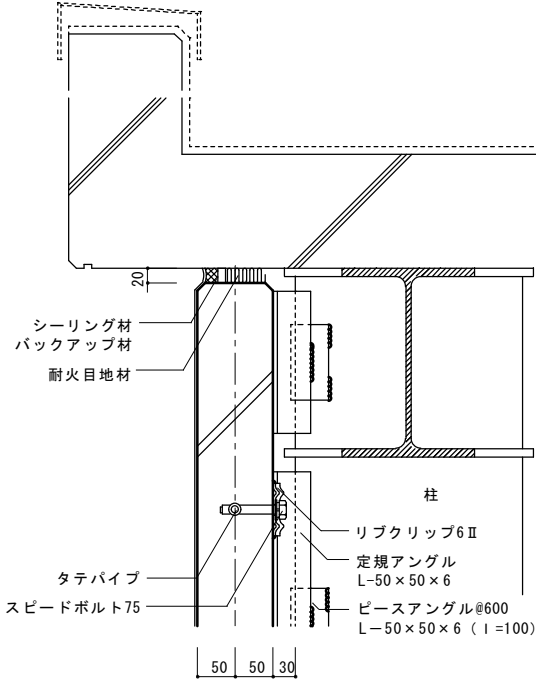 20
シーリング材
バックアップ材
耐火目地材
柱
リブクリップ6Ⅱ
定規アングル
L-50×50×6
タテパイプ
スピードボルト75
ピースアングル@600
L−50×50×6（l=100）
50
50
30